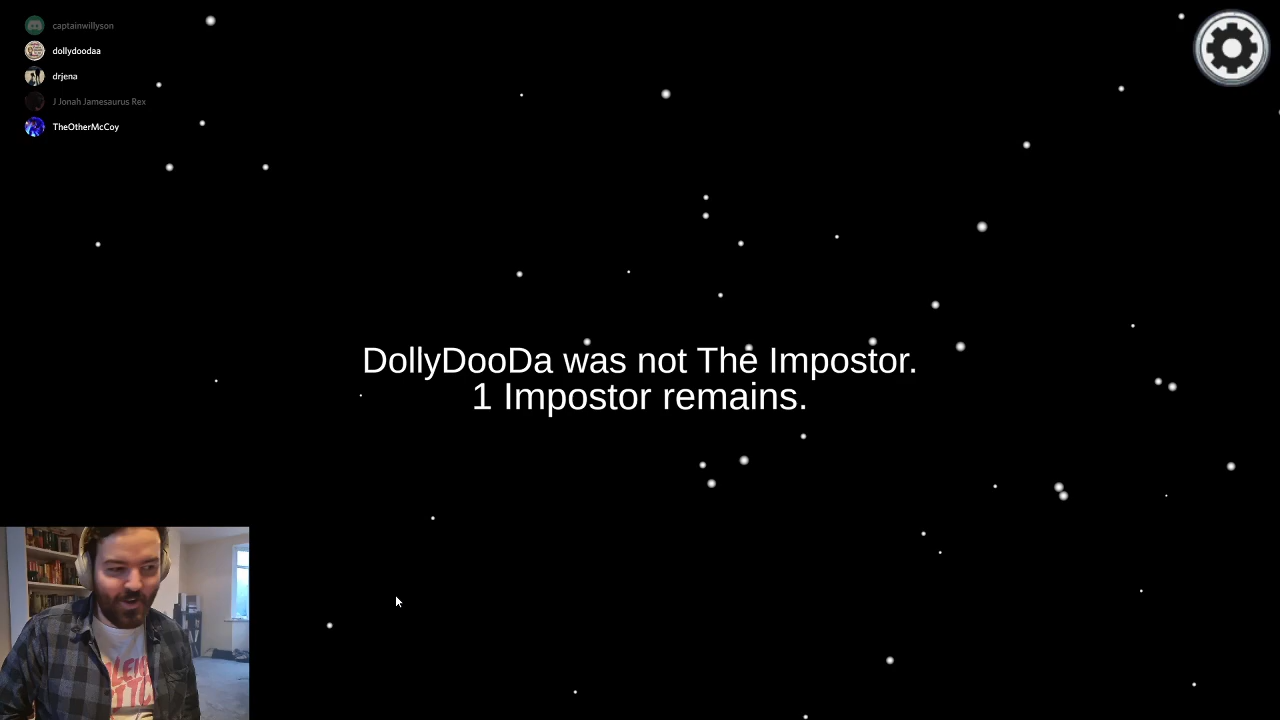 captainwillyson
dollydoodaa
drjena
J Jonah Jamesaurus Rex
TheOtherMcCoy
DollyDooDa was not The Impostor.
1 Impostor remains.